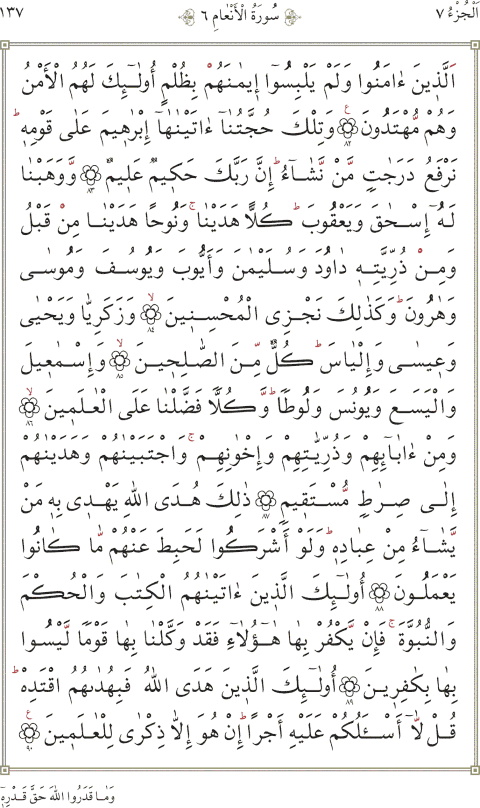 اَلْجُزْءُ ٧ سُورَةُ الْأَنْعَامِ ٦ ١٣٧
اَلَّذِينَ ءَامَنُوا وَلَمْ يَلْبِسُوٓا إِيمَٰنَهُمْ بِظُلْمٍ أُولَٰٓئِكَ لَهُمُ الْأَمْنُ
وَهُمْ مُّهْتَدُونَ ۝٨٢ وَتِلْكَ حُجَّتُنَآ ءَاتَيْنَٰهَآ إِبْرَٰهِيمَ عَلَىٰ قَوْمِهِۦ
نَرْفَعُ دَرَجَٰتٍ مَّنْ نَّشَآءُ إِنَّ رَبَّكَ حَكِيمٌ عَلِيمٌ ۝٨٣ وَوَهَبْنَا
لَهُۥٓ إِسْحَٰقَ وَيَعْقُوبَ كُلًّا هَدَيْنَا وَنُوحًا هَدَيْنَا مِنْ قَبْلُ
وَمِنْ ذُرِّيَّتِهِۦ دَاوُۥدَ وَسُلَيْمَٰنَ وَأَيُّوبَ وَيُوسُفَ وَمُوسَىٰ
وَهَٰرُونَ وَكَذَٰلِكَ نَجْزِى الْمُحْسِنِينَ ۝٨٤ وَزَكَرِيَّا وَيَحْيَىٰ
وَعِيسَىٰ وَإِلْيَاسَ كُلٌّ مِّنَ الصَّٰلِحِينَ ۝٨٥ وَإِسْمَٰعِيلَ
وَالْيَسَعَ وَيُونُسَ وَلُوطًا وَّكُلًّا فَضَّلْنَا عَلَى الْعَٰلَمِينَ ۝٨٦
وَمِنْ ءَابَآئِهِمْ وَذُرِّيَّٰتِهِمْ وَإِخْوَٰنِهِمْ وَاجْتَبَيْنَٰهُمْ وَهَدَيْنَٰهُمْ
إِلَىٰ صِرَٰطٍ مُّسْتَقِيمٍ ۝٨٧ ذَٰلِكَ هُدَى اللّٰهِ يَهْدِى بِهِۦ مَنْ
يَّشَآءُ مِنْ عِبَادِهِۦ وَلَوْ أَشْرَكُوا لَحَبِطَ عَنْهُمْ مَّا كَانُوا
يَعْمَلُونَ ۝٨٨ أُولَٰٓئِكَ الَّذِينَ ءَاتَيْنَٰهُمُ الْكِتَٰبَ وَالْحُكْمَ
وَالنُّبُوَّةَ فَإِنْ يَّكْفُرْ بِهَا هَٰٓؤُلَآءِ فَقَدْ وَكَّلْنَا بِهَا قَوْمًا لَّيْسُوا
بِهَا بِكَٰفِرِينَ ۝٨٩ أُولَٰٓئِكَ الَّذِينَ هَدَى اللّٰهُ فَبِهُدَىٰهُمُ اقْتَدِهْ
قُلْ لَّآ أَسْـَٔلُكُمْ عَلَيْهِ أَجْرًا إِنْ هُوَ إِلَّا ذِكْرَىٰ لِلْعَٰلَمِينَ ۝٩٠
وَمَا قَدَرُوا اللّٰهَ حَقَّ قَدْرِهِۦٓ